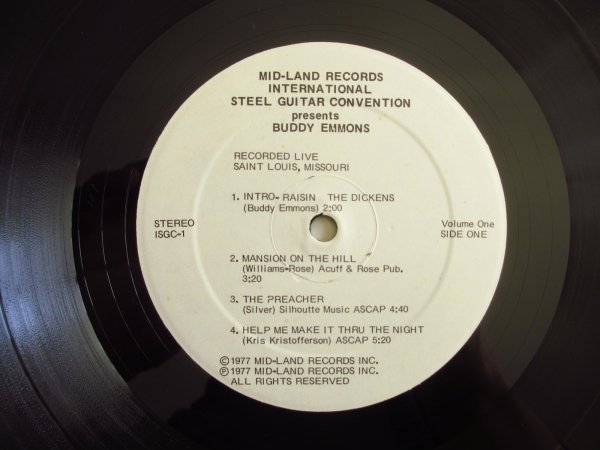 MID-LAND RECORDS
INTERNATIONAL
STEEL GUITAR CONVENTION
presents
BUDDY EMMONS
RECORDED LIVE
SAINT LOUIS, MISSOURI
1. INTRO- RAISIN THE DICKENS
(Buddy Emmons) 2:00
STEREO
ISGC-1
Volume One
SIDE ONE
2. MANSION ON THE HILL
(Williams-Rose) Acuff & Rose Pub.
3:20
3. THE PREACHER
(Silver) Silhoutte Music ASCAP 4:40
4. HELP ME MAKE IT THRU THE NIGHT
(Kris Kristofferson) ASCAP 5:20
©1977 MID-LAND RECORDS INC.
℗1977 MID-LAND RECORDS INC.
ALL RIGHTS RESERVED